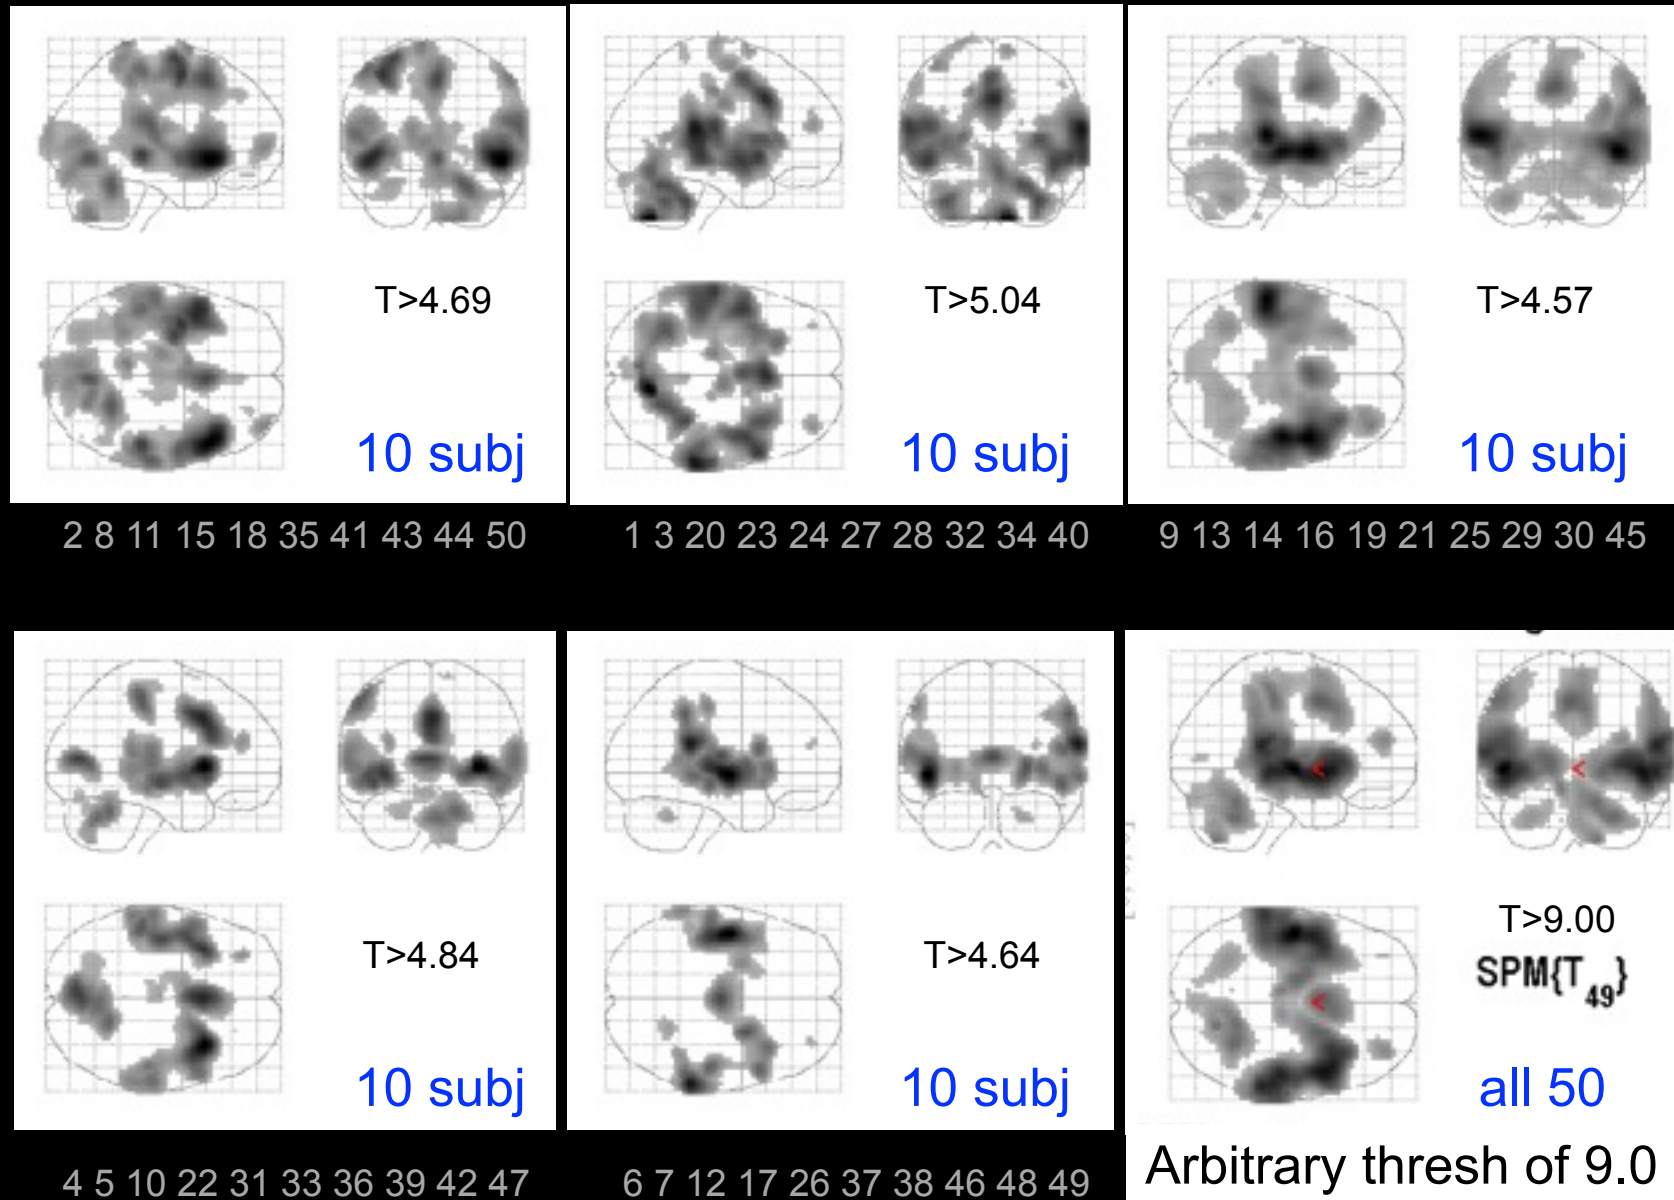 T>4.69
10 subj
T>5.04
10 subj
T>4.57
10 subj
2 8 11 15 18 35 41 43 44 50
1 3 20 23 24 27 28 32 34 40
9 13 14 16 19 21 25 29 30 45
T>4.84
10 subj
T>4.64
10 subj
T>9.00
SPM{T49}
all 50
Arbitrary thresh of 9.0
4 5 10 22 31 33 36 39 42 47
6 7 12 17 26 37 38 46 48 49